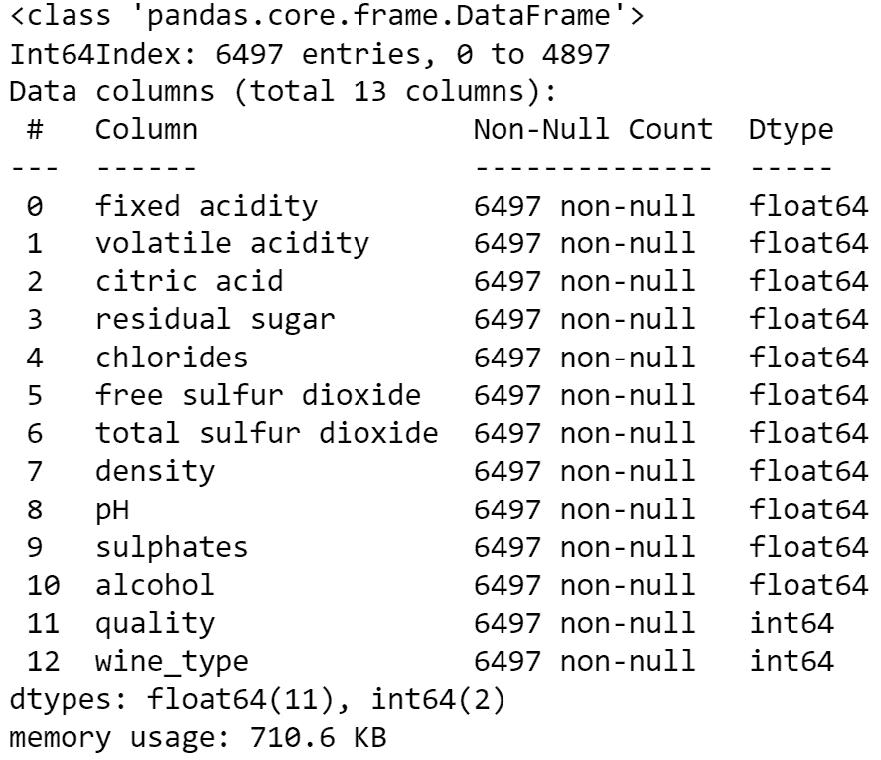 <class 'pandas.core.frame.DataFrame'>
Int64Index: 6497 entries, 0 to 4897
Data columns (total 13 columns):
 #   Column                Non-Null Count  Dtype
---  ------                --------------  -----
 0   fixed acidity         6497 non-null   float64
 1   volatile acidity      6497 non-null   float64
 2   citric acid           6497 non-null   float64
 3   residual sugar        6497 non-null   float64
 4   chlorides             6497 non-null   float64
 5   free sulfur dioxide   6497 non-null   float64
 6   total sulfur dioxide  6497 non-null   float64
 7   density               6497 non-null   float64
 8   pH                    6497 non-null   float64
 9   sulphates             6497 non-null   float64
 10  alcohol               6497 non-null   float64
 11  quality               6497 non-null   int64
 12  wine_type             6497 non-null   int64
dtypes: float64(11), int64(2)
memory usage: 710.6 KB